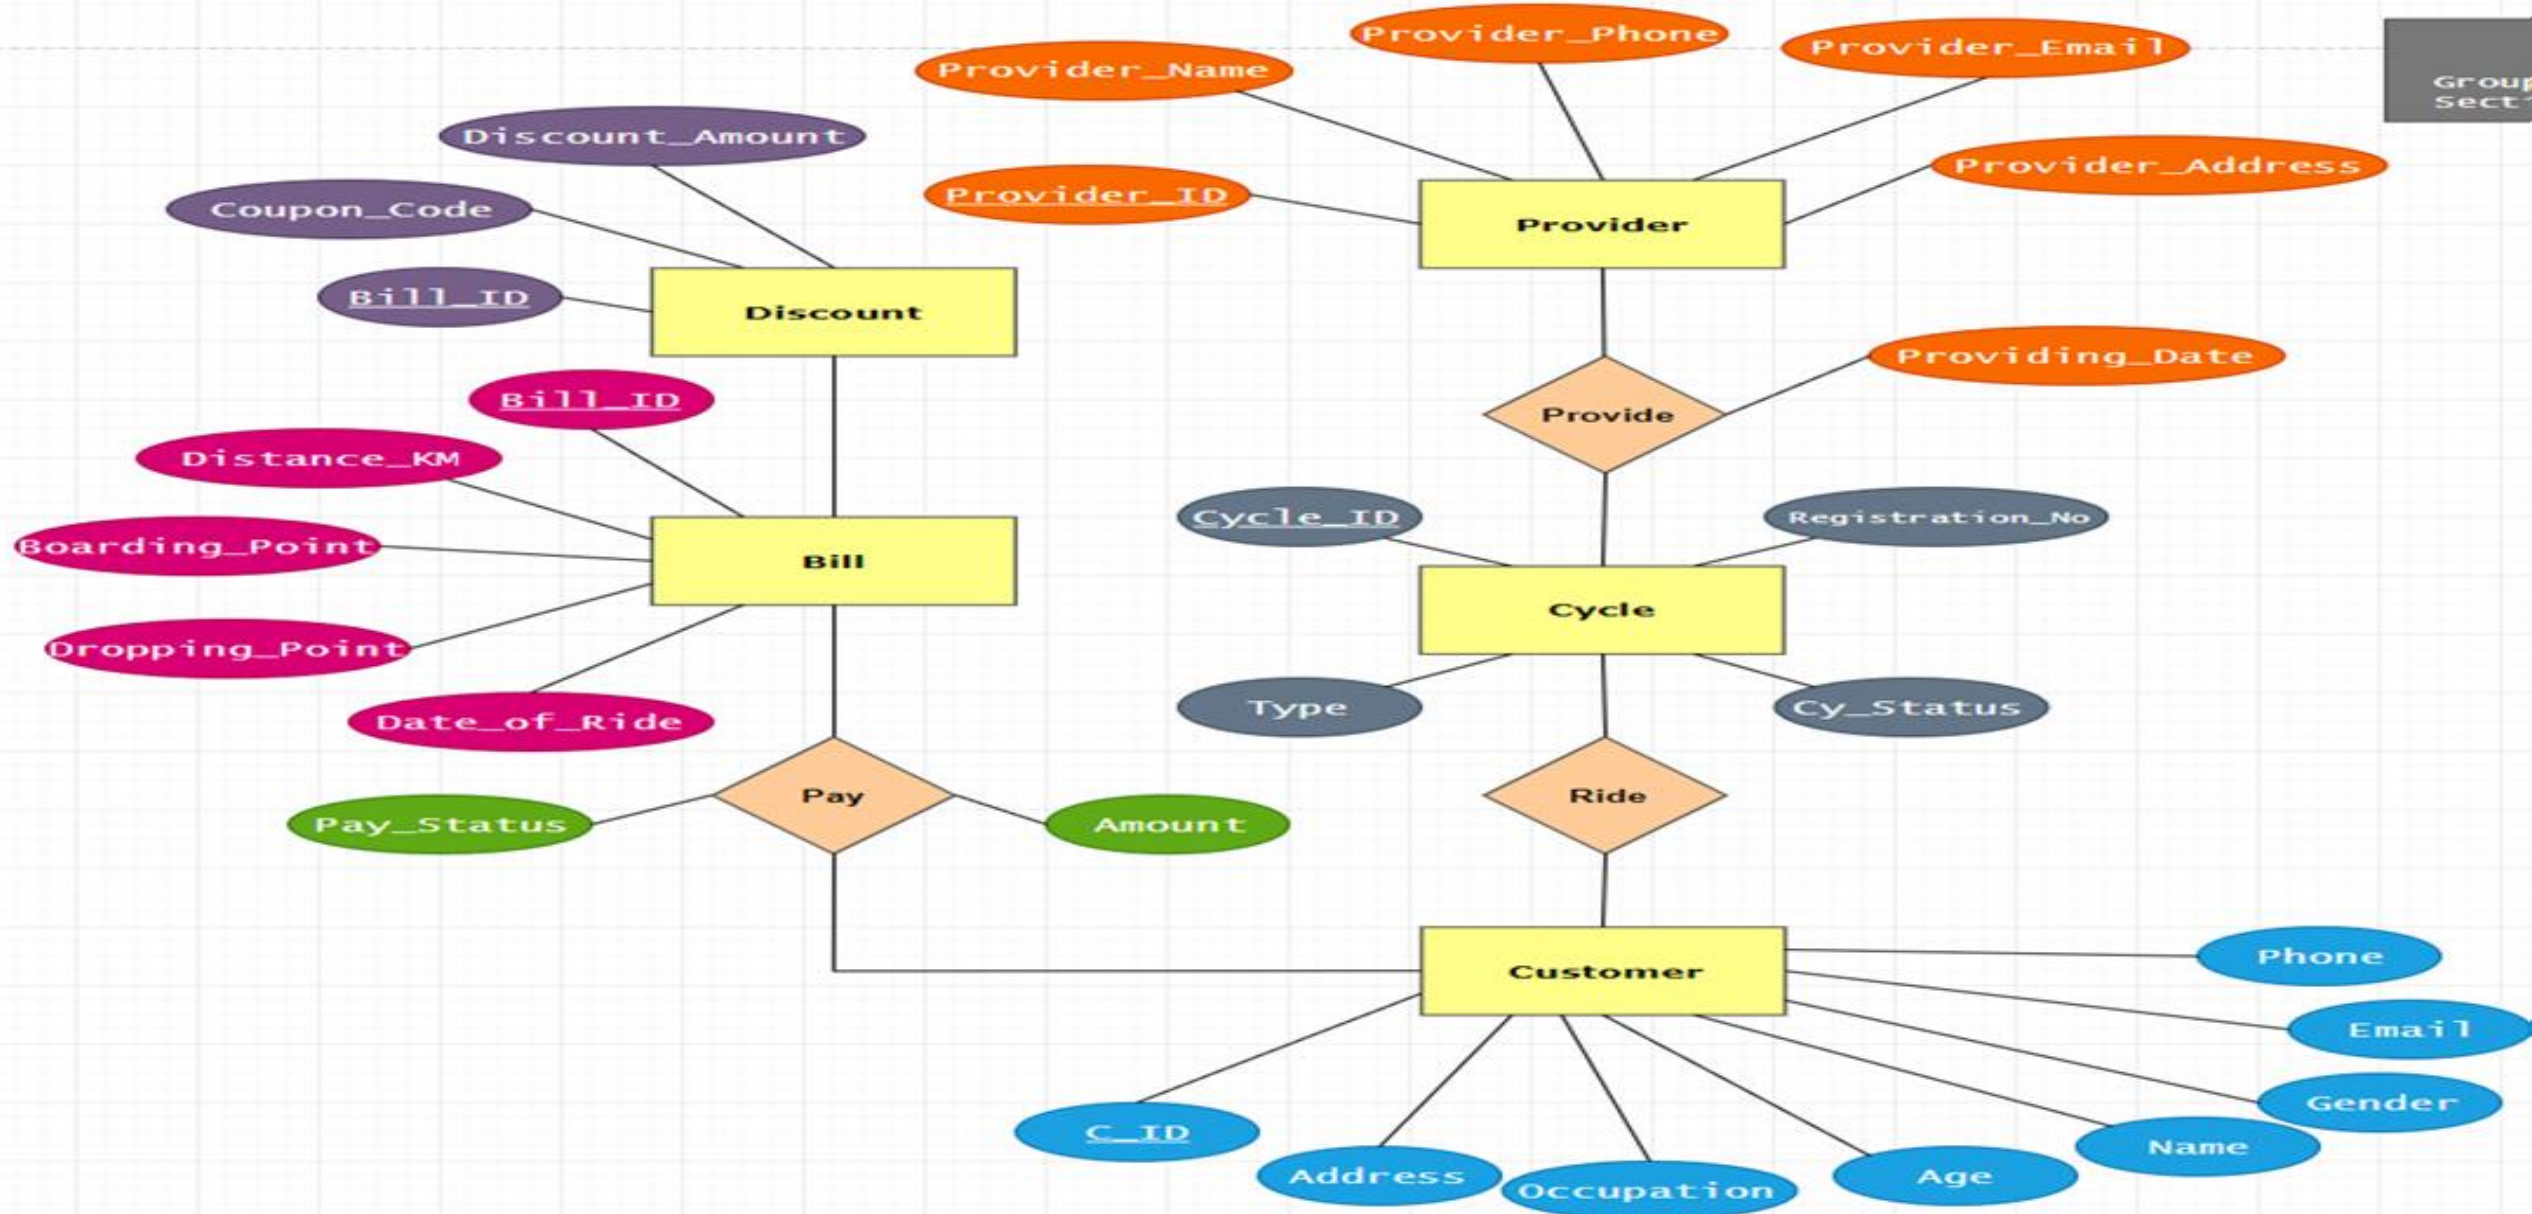 Provider_Phone
Provider_Name
Provider_Email
Discount_Amount
Provider_Address
Provider_ID
Coupon_Code
Provider
Bill_ID
Discount
Providing_Date
Bill_ID
Provide
Distance_KM
Cycle_ID
Registration_No
Boarding_Point
Bill
Cycle
Dropping_Point
Type
Cy_Status
Date_of_Ride
Pay
Ride
Pay_Status
Amount
Customer
Phone
Email
Gender
C_ID
Name
Address
Occupation
Age